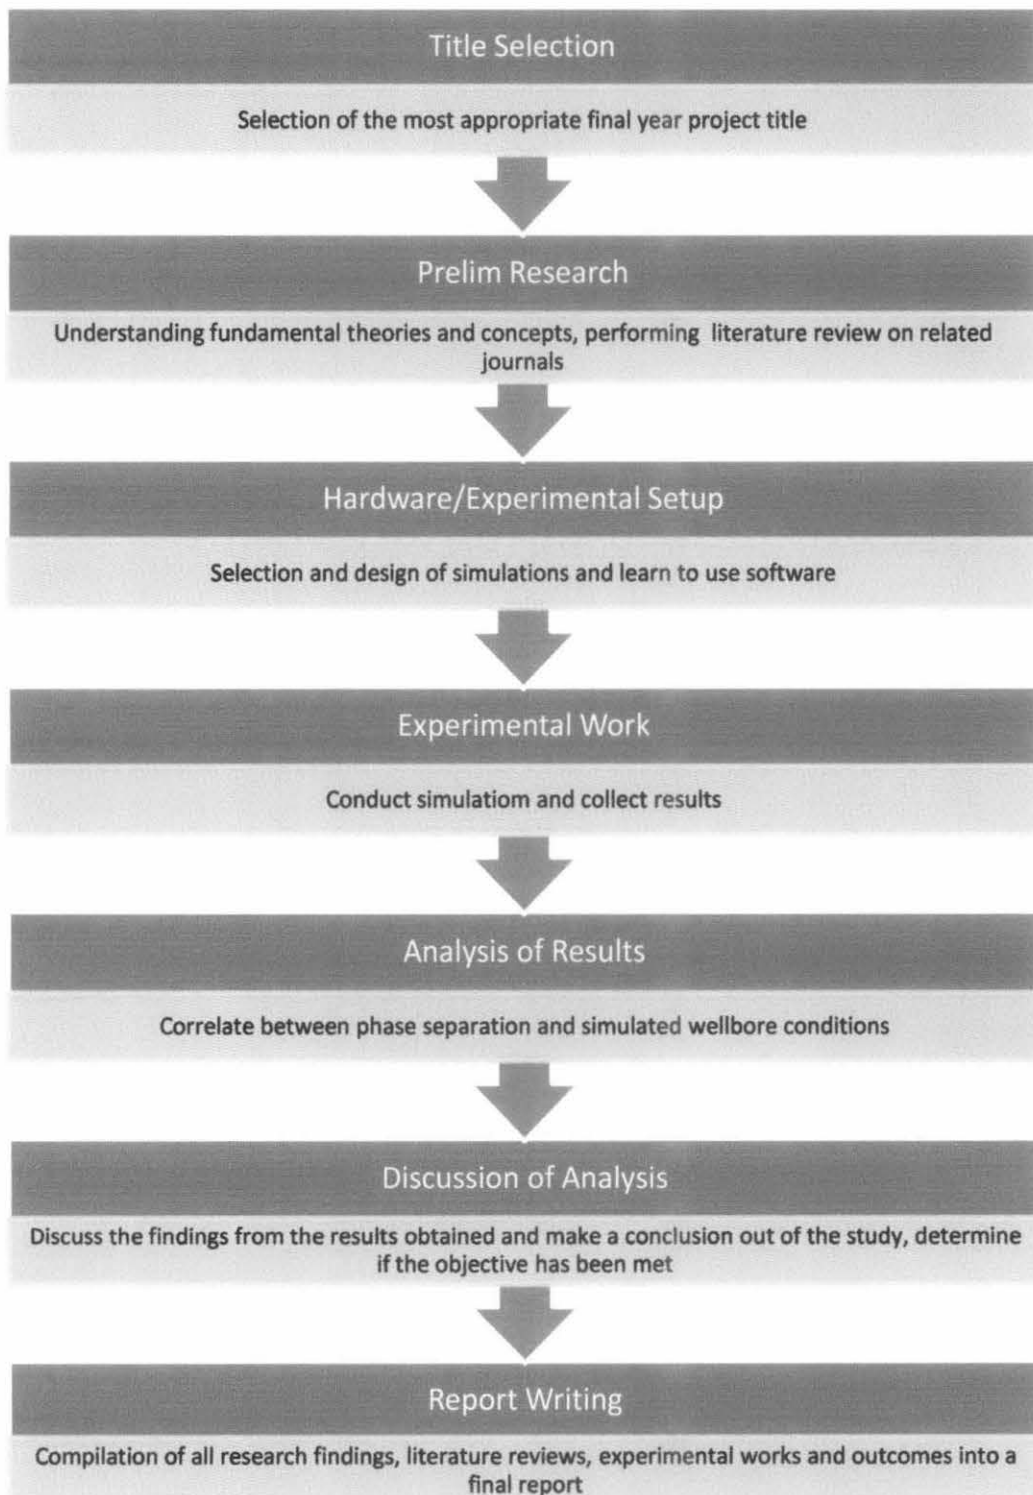 Title Selection
Selection of the most appropriate final year project title
Prelim Research
Understanding fundamental theories and concepts, performing literature review on related
journals
Hardware/Experimental Setup
Selection and design of simulations and learn to use software
Experimental Work
Conduct simulatiom and collect results
Analysis of Results
Correlate between phase separation and simulated wellbore conditions
Discussion of Analysis
Discuss the findings from the results obtained and make a conclusion out of the study, determine
if the objective has been met
Report Writing
Compilation of all research findings, literature reviews, experimental works and outcomes into a
final report